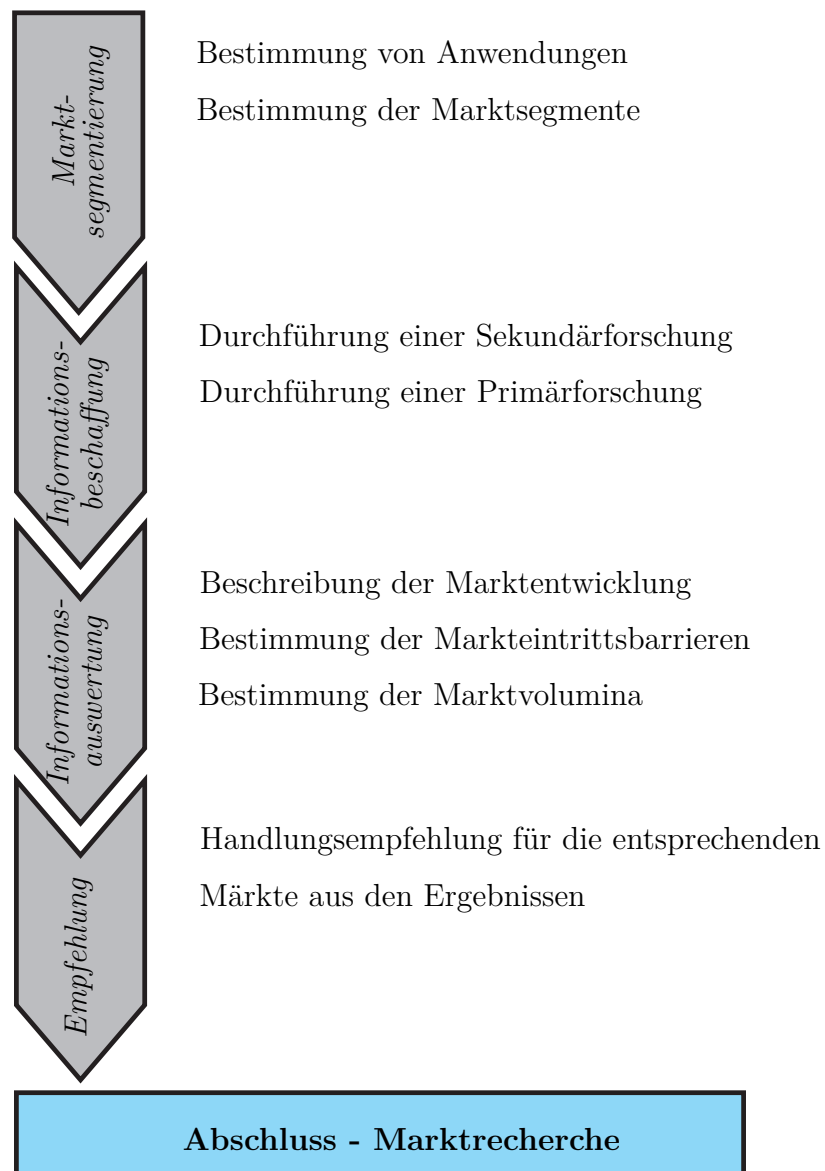 Markt-
segmentierung
Bestimmung von Anwendungen
Bestimmung der Marktsegmente
Informations-
beschaffung
Durchführung einer Sekundärforschung
Durchführung einer Primärforschung
Informations-
auswertung
Beschreibung der Marktentwicklung
Bestimmung der Markteintrittsbarrieren
Bestimmung der Marktvolumina
Empfehlung
Handlungsempfehlung für die entsprechenden
Märkte aus den Ergebnissen
Abschluss - Marktrecherche